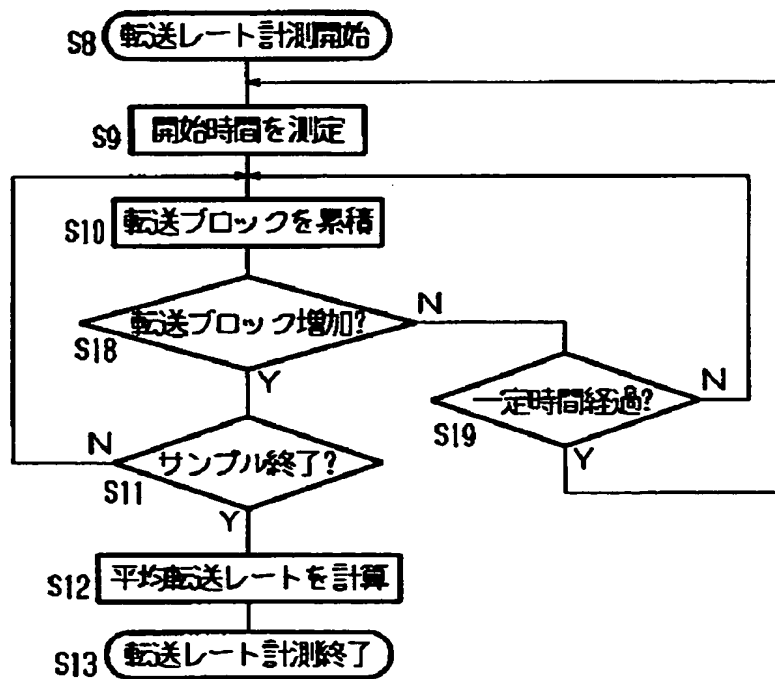 S8 転送レート計測開始
S9 開始時間を測定
S10 転送ブロックを累積
転送ブロック増加?
N
S18
Y
一定時間経過?
N
S19
Y
N
サンプル終了?
S11
Y
S12 平均転送レートを計算
S13 転送レート計測終了